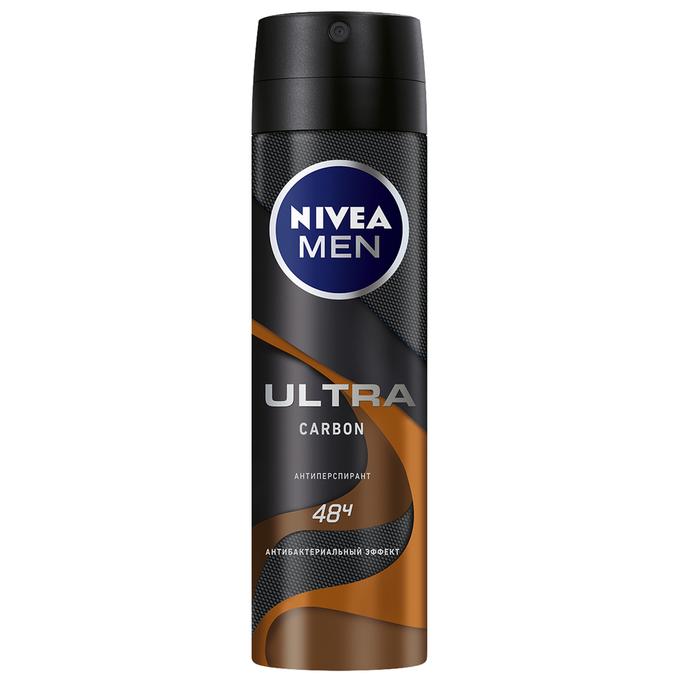 NIVEA
MEN
ULTRA
CARBON
АНТИПЕРСПИРАНТ
48ч
АНТИБАКТЕРИАЛЬНЫЙ ЭФФЕКТ